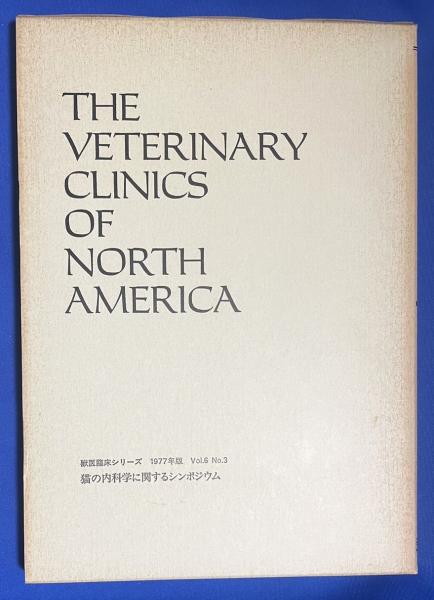 THE
VETERINARY
CLINICS
OF
NORTH
AMERICA
獣医臨床シリーズ 1977年版 Vol.6 No.3
猫の内科学に関するシンポジウム